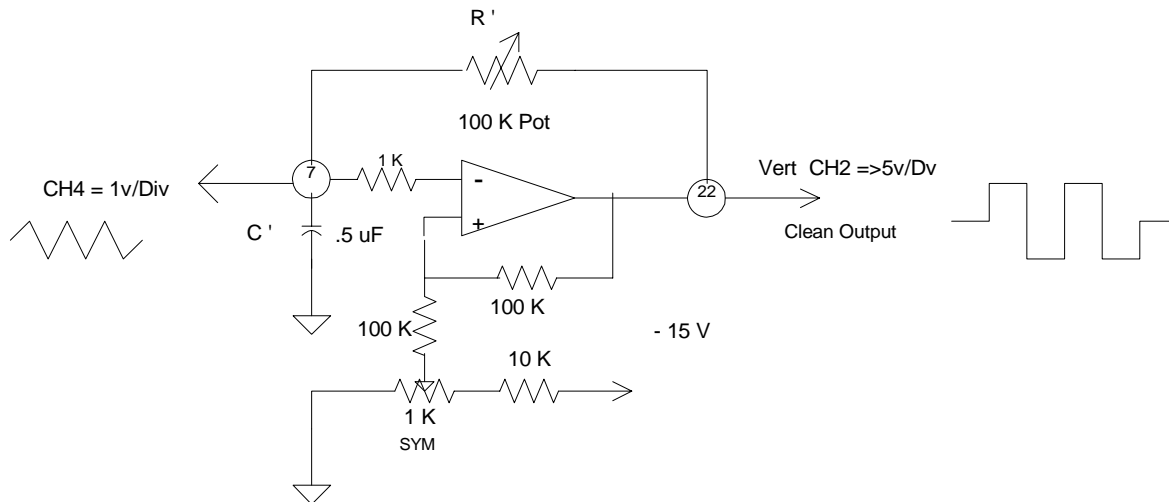 R '
100 K Pot
7
1 K
CH4 = 1v/Div
-
+
22
Vert CH2 =>5v/Dv
Clean Output
C '
.5 uF
100 K
100 K
- 15 V
10 K
1 K
SYM